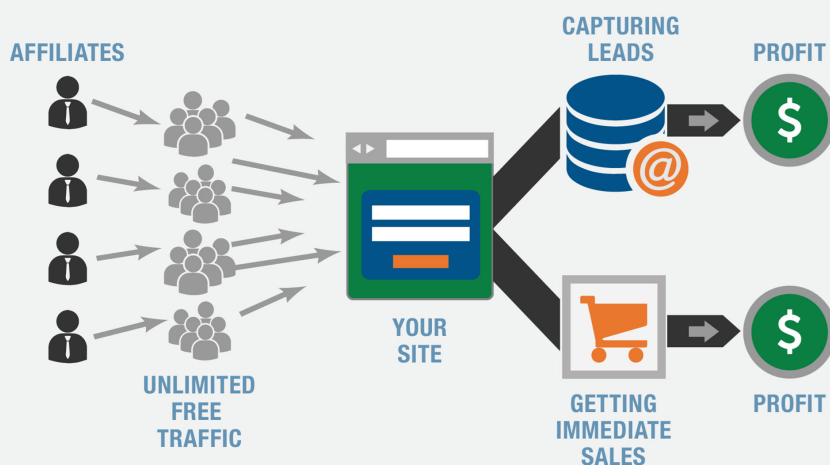 AFFILIATES
UNLIMITED
FREE
TRAFFIC
YOUR
SITE
CAPTURING
LEADS
@
PROFIT
$
GETTING
IMMEDIATE
SALES
$
PROFIT